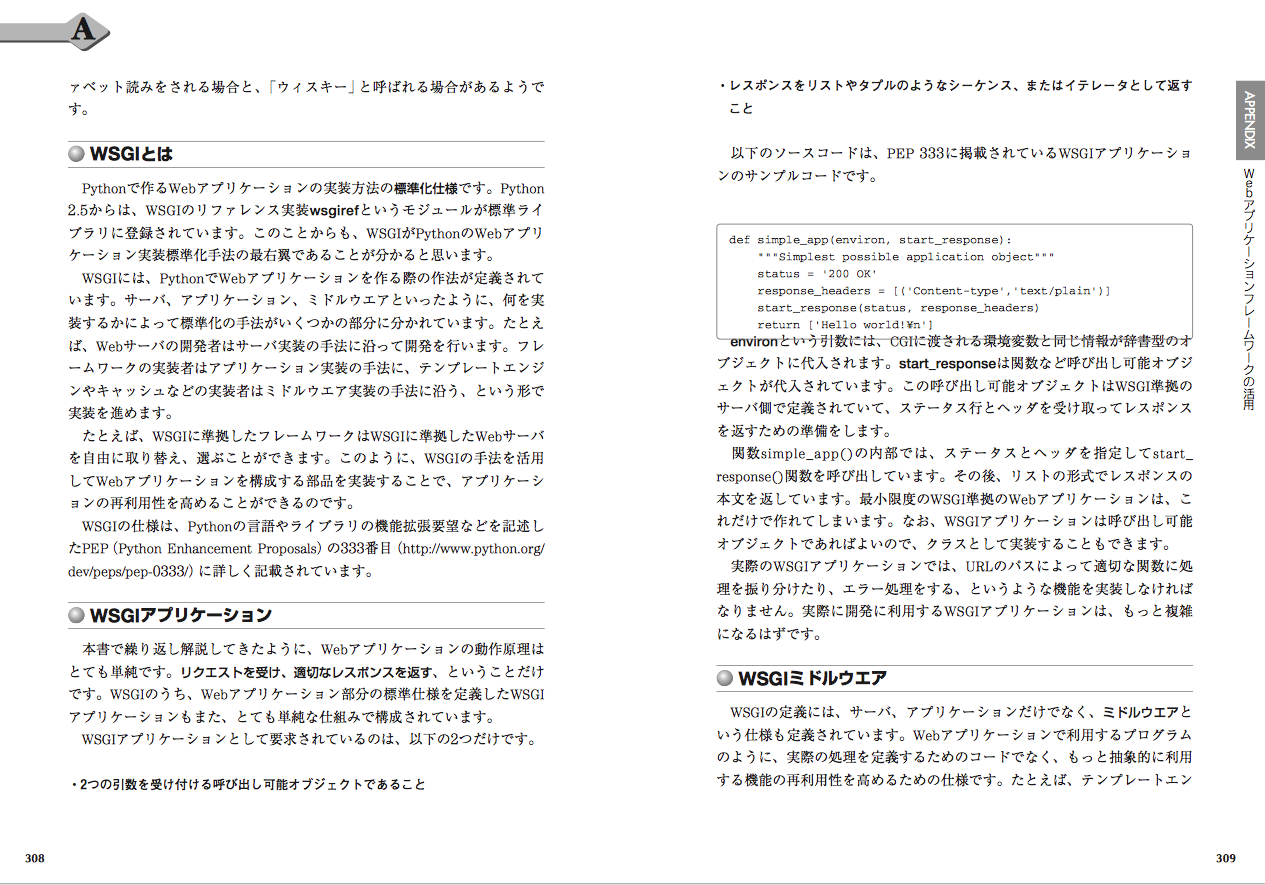 A
ァベット読みをされる場合と、「ウィスキー」と呼ばれる場合があるようで
す。
WSGIとは
Pythonで作るWebアプリケーションの実装方法の標準化仕様です。Python
2.5からは、WSGIのリファレンス実装wsgirefというモジュールが標準ライ
ブラリに登録されています。このことからも、WSGIがPythonのWebアプリ
ケーション実装標準化手法の最右翼であることが分かると思います。
WSGIには、PythonでWebアプリケーションを作る際の作法が定義されて
います。サーバ、アプリケーション、ミドルウエアといったように、何を実
装するかによって標準化の手法がいくつかの部分に分かれています。たとえ
ば、Webサーバの開発者はサーバ実装の手法に沿って開発を行います。フレ
ームワークの実装者はアプリケーション実装の手法に、テンプレートエンジ
ンやキャッシュなどの実装者はミドルウエア実装の手法に沿う、という形で
実装を進めます。
たとえば、WSGIに準拠したフレームワークはWSGIに準拠したWebサーバ
を自由に取り替え、選ぶことができます。このように、WSGIの手法を活用
してWebアプリケーションを構成する部品を実装することで、アプリケーシ
ョンの再利用性を高めることができるのです。
WSGIの仕様は、Pythonの言語やライブラリの機能拡張要望などを記述し
たPEP（Python Enhancement Proposals）の333番目（http://www.python.org/
dev/peps/pep-0333/）に詳しく記載されています。
WSGIアプリケーション
本書で繰り返し解説してきたように、Webアプリケーションの動作原理は
とても単純です。リクエストを受け、適切なレスポンスを返す、ということだけ
です。WSGIのうち、Webアプリケーション部分の標準仕様を定義したWSGI
アプリケーションもまた、とても単純な仕組みで構成されています。
WSGIアプリケーションとして要求されているのは、以下の2つだけです。
・2つの引数を受け付ける呼び出し可能オブジェクトであること
308
・レスポンスをリストやタプルのようなシーケンス、またはイテレータとして返す
こと
以下のソースコードは、PEP 333に掲載されているWSGIアプリケーショ
ンのサンプルコードです。
def simple_app(environ, start_response):
"""Simplest possible application object"""
status = '200 OK'
response_headers = [('Content-type','text/plain')]
start_response(status, response_headers)
return ['Hello world!¥n']
environという引数には、CGIに渡される環境変数と同じ情報が辞書型のオ
ブジェクトに代入されます。start_responseは関数など呼び出し可能オブジ
ェクトが代入されています。この呼び出し可能オブジェクトはWSGI準拠の
サーバ側で定義されていて、ステータス行とヘッダを受け取ってレスポンス
を返すための準備をします。
関数simple_app()の内部では、ステータスとヘッダを指定してstart_
response()関数を呼び出しています。その後、リストの形式でレスポンスの
本文を返しています。最小限度のWSGI準拠のWebアプリケーションは、こ
れだけで作れてしまいます。なお、WSGIアプリケーションは呼び出し可能
オブジェクトであればよいので、クラスとして実装することもできます。
実際のWSGIアプリケーションでは、URLのパスによって適切な関数に処
理を振り分けたり、エラー処理をする、というような機能を実装しなければ
なりません。実際に開発に利用するWSGIアプリケーションは、もっと複雑
になるはずです。
WSGIミドルウエア
WSGIの定義には、サーバ、アプリケーションだけでなく、ミドルウエアと
いう仕様も定義されています。Webアプリケーションで利用するプログラム
のように、実際の処理を定義するためのコードでなく、もっと抽象的に利用
する機能の再利用性を高めるための仕様です。たとえば、テンプレートエン
APPENDIX
Webアプリケーションフレームワークの活用
309